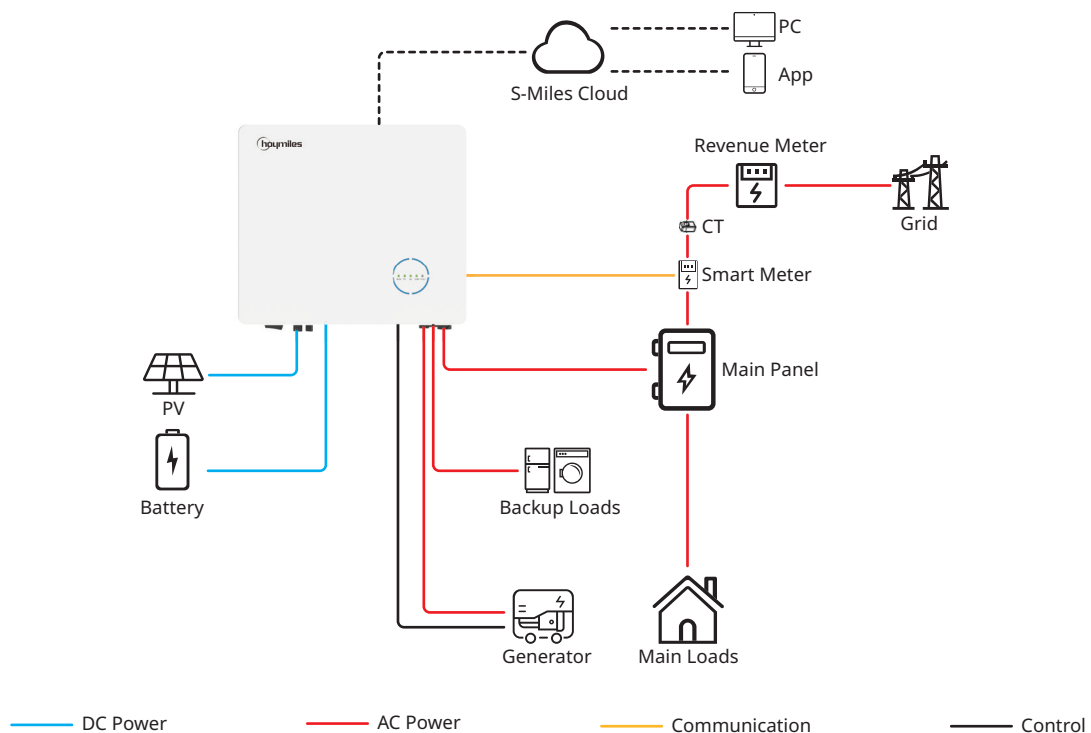 PC
App
S-Miles Cloud
hoymiles
Revenue Meter
Grid
CT
Smart Meter
Main Panel
PV
Battery
Backup Loads
Generator
Main Loads
DC Power
AC Power
Communication
Control